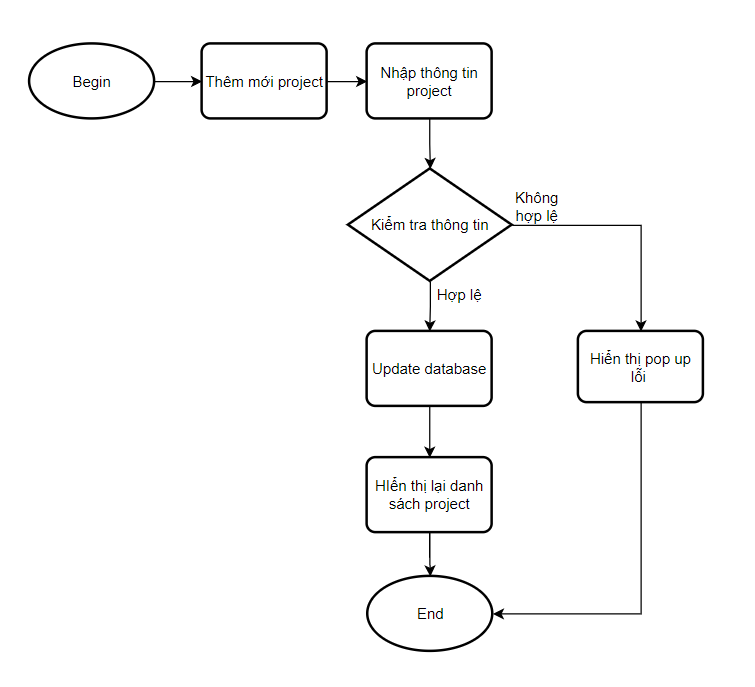 Begin
Thêm mới project
Nhập thông tin
project
Kiểm tra thông tin
Không
hợp lệ
Hợp lệ
Update database
Hiển thị pop up
lỗi
HIển thị lại danh
sách project
End